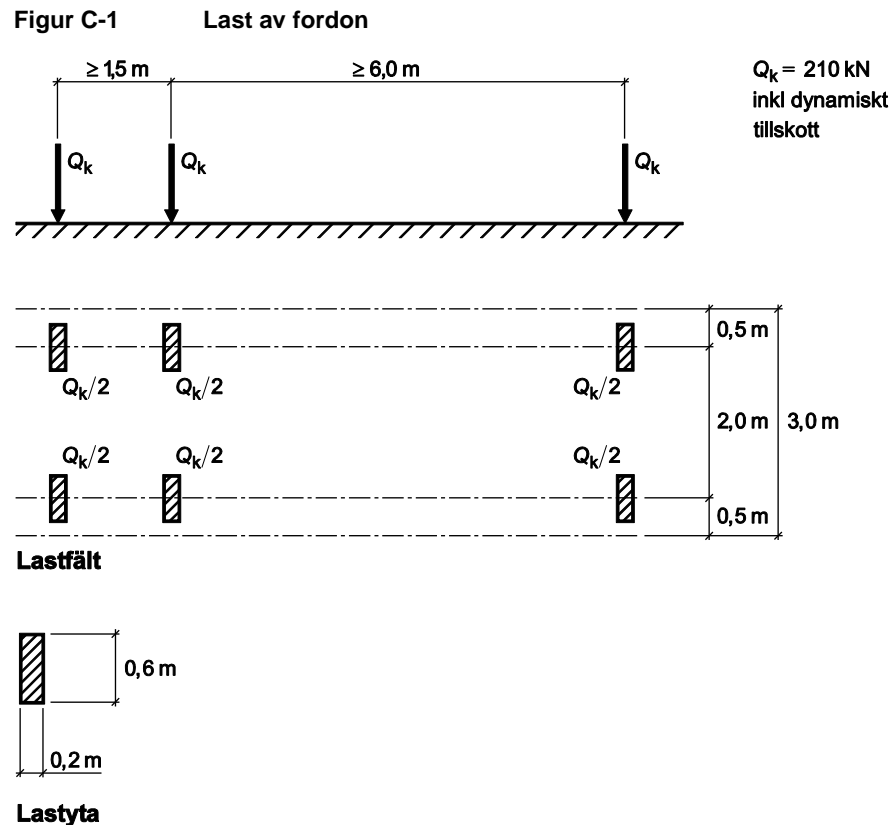 Figur C-1 Last av fordon
≥ 1,5 m ≥ 6,0 m
Qk = 210 kN
inkl dynamiskt
tillskott
Qk Qk Qk
0,5 m
Qk/2 Qk/2 Qk/2
2,0 m 3,0 m
Qk/2 Qk/2 Qk/2
0,5 m
Lastfält
0,6 m
0,2 m
Lastyta